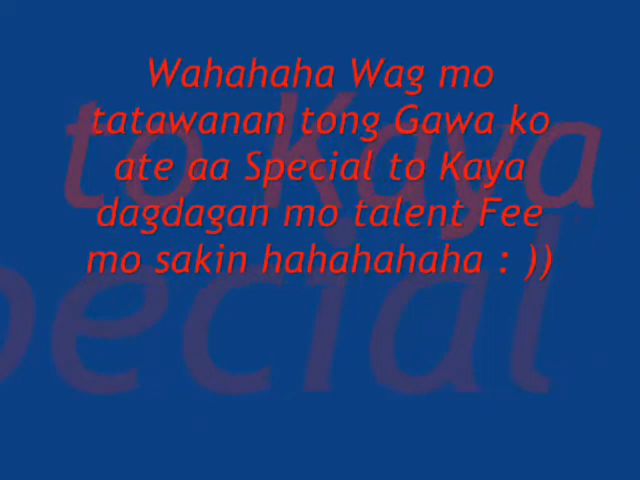 Wahahaha Wag mo
tatawanan tong Gawa ko
ate aa Special to Kaya
dagdagan mo talent Fee
mo sakin hahahahaha : ))
to Kaya
pecial